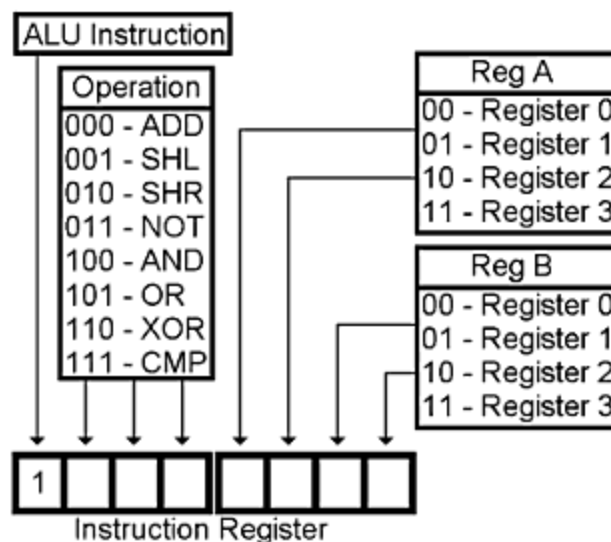 ALU Instruction
Operation
000 - ADD
001 - SHL
010 - SHR
011 - NOT
100 - AND
101 - OR
110 - XOR
111 - CMP
Reg A
00 - Register 0
01 - Register 1
10 - Register 2
11 - Register 3
Reg B
00 - Register 0
01 - Register 1
10 - Register 2
11 - Register 3
1
Instruction Register